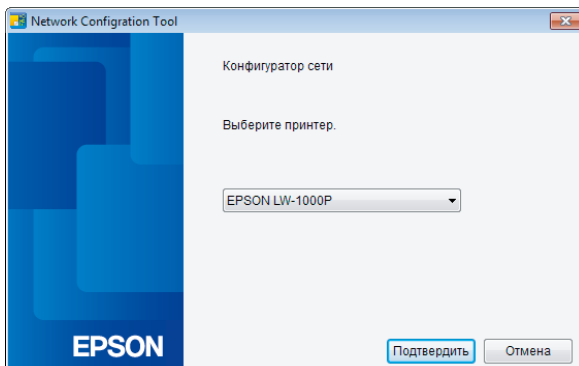 Network Configration Tool
Конфигуратор сети
Выберите принтер.
EPSON LW-1000P
EPSON
Подтвердить
Отмена